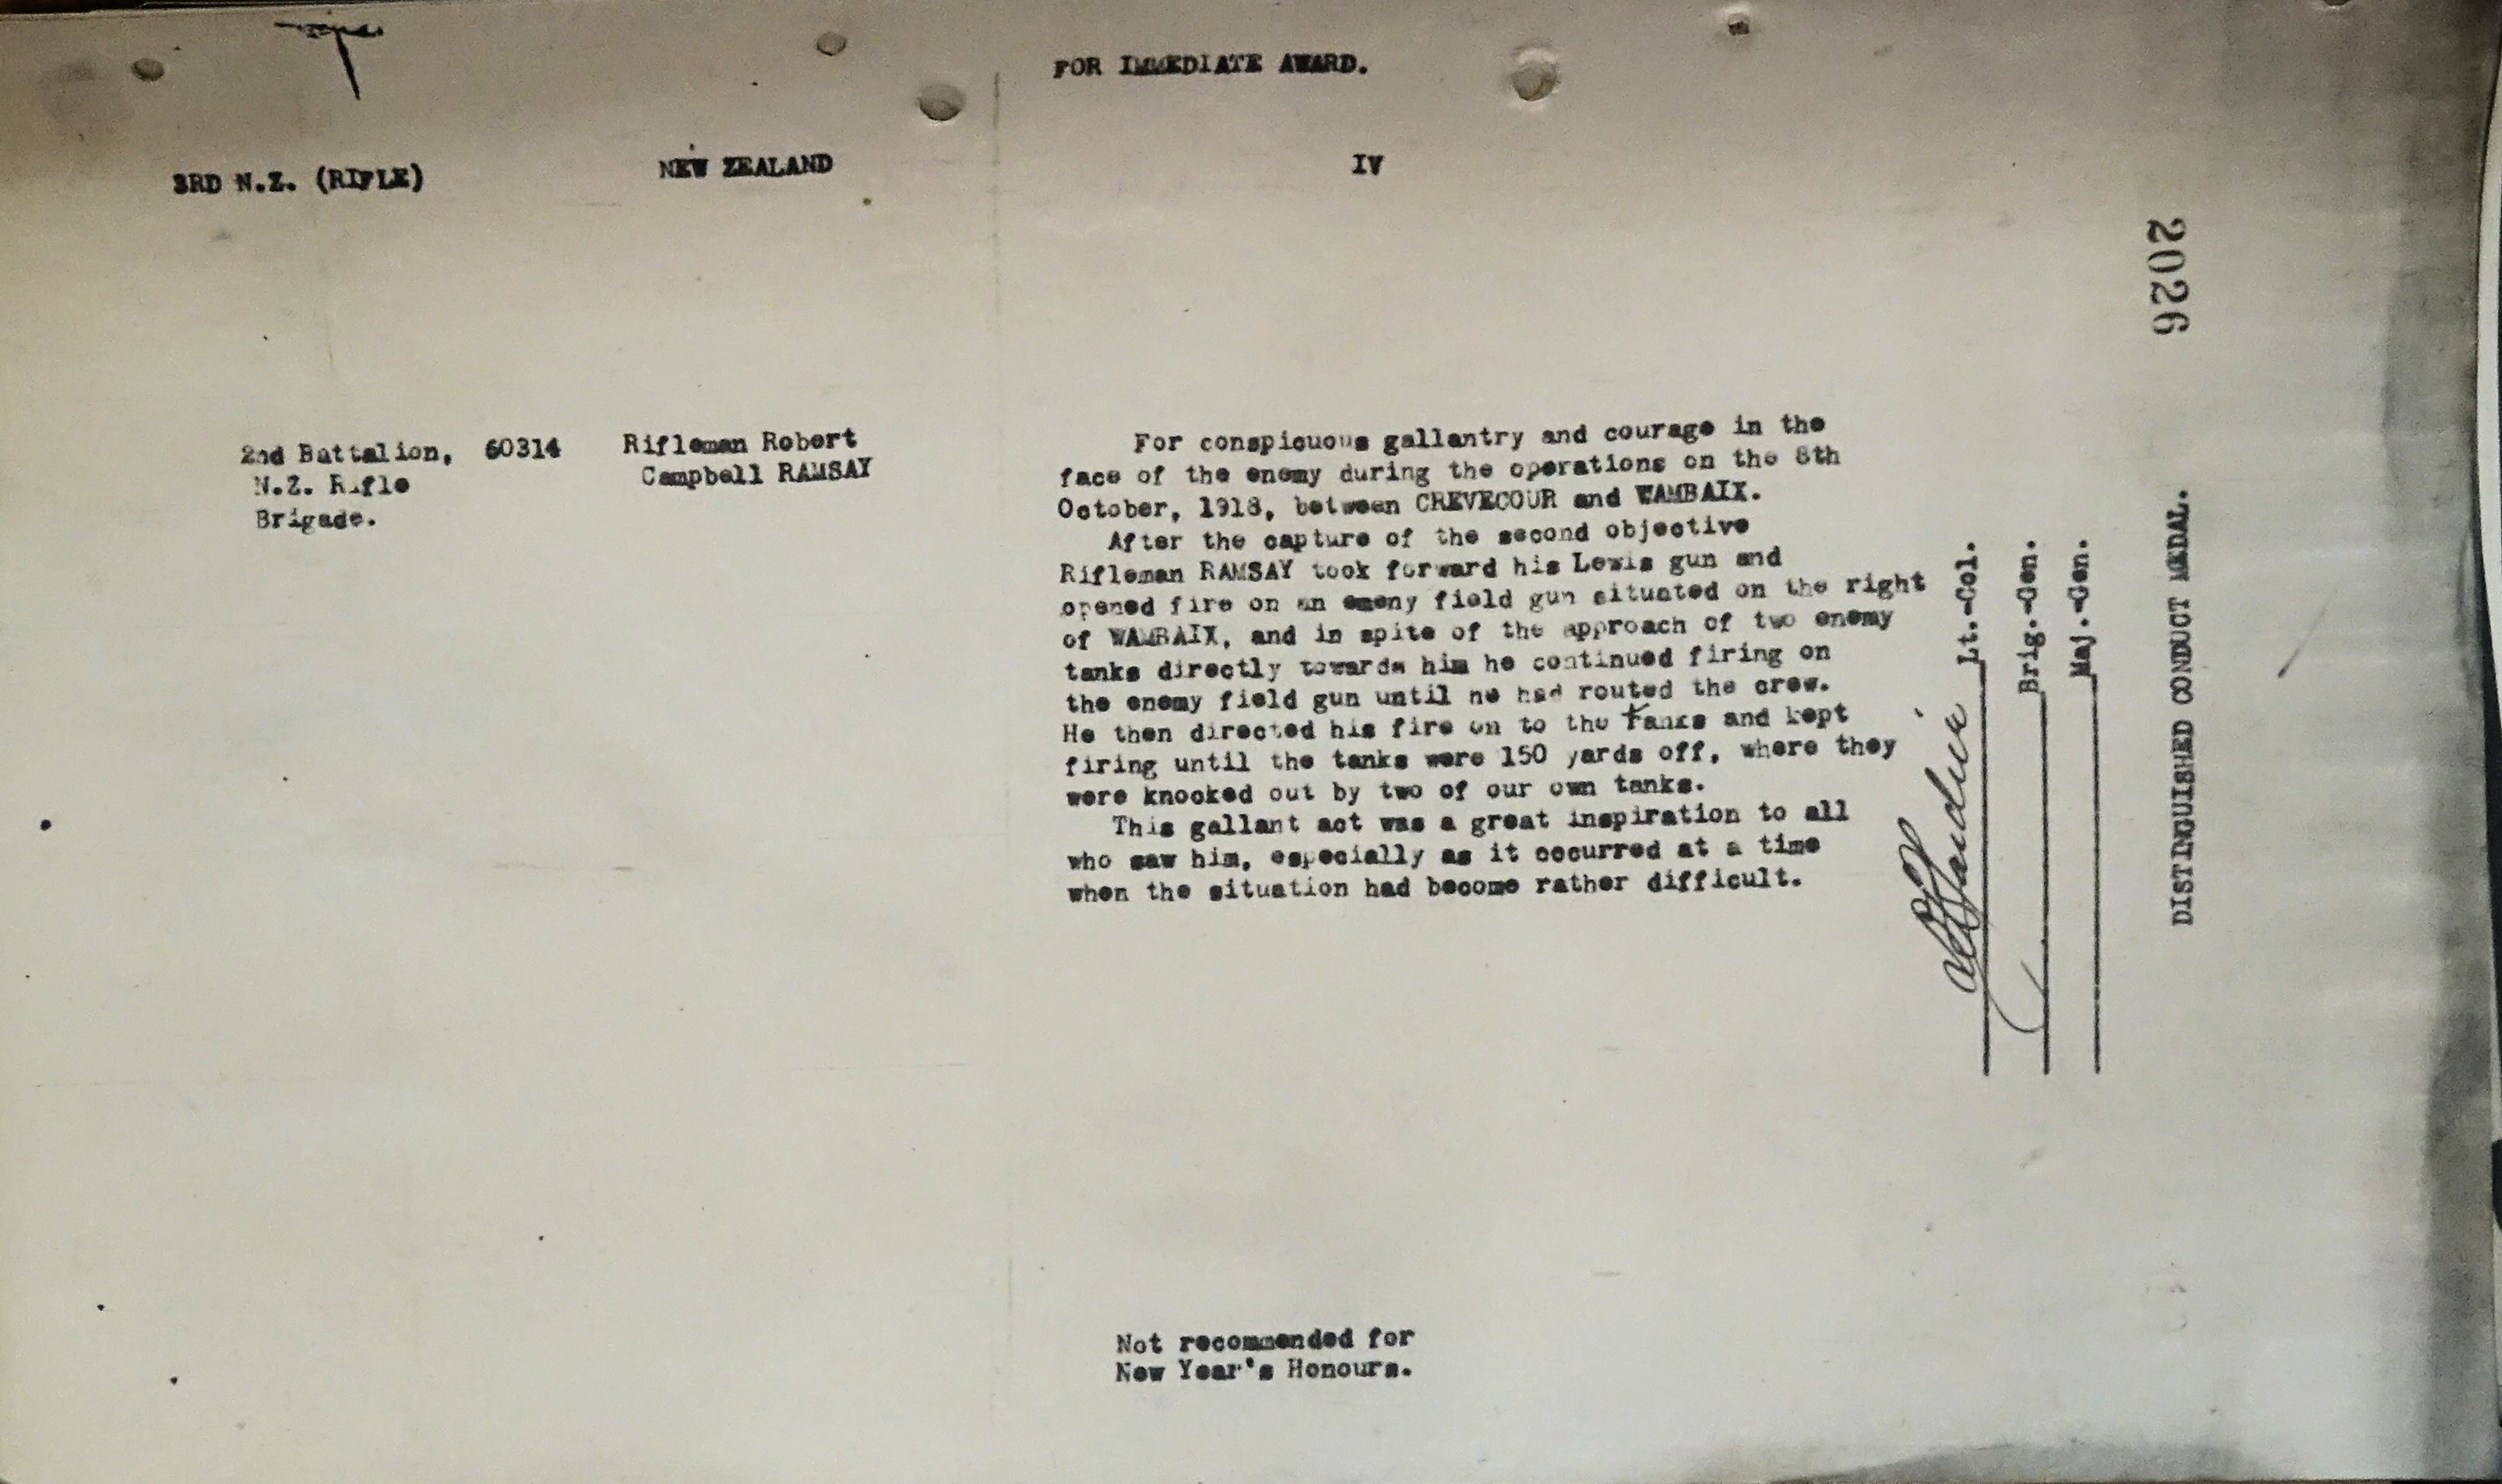 FOR IMMEDIATE AWARD.
3RD N.Z. (RIFLE) NEW ZEALAND IV
2026
2nd Battalion, 60314 Rifleman Robert
N.Z. Rifle Campbell RAMSAY
Brigade.
For conspicuous gallantry and courage in the
face of the enemy during the operations on the 8th
October, 1918, between CREVECOUR and WAMBAIX.
After the capture of the second objective
Rifleman RAMSAY took forward his Lewis gun and
opened fire on an emeny field gun situated on the right
of WAMBAIX, and in spite of the approach of two enemy
tanks directly towards him he continued firing on
the enemy field gun until he had routed the crew.
He then directed his fire on to the tanks and kept
firing until the tanks were 150 yards off, where they
were knocked out by two of our own tanks.
This gallant act was a great inspiration to all
who saw him, especially as it occurred at a time
when the situation had become rather difficult.
Lt.-Col.
Brig.-Gen.
Maj.-Gen.
DISTINGUISHED CONDUCT MEDAL.
Not recommended for
New Year's Honours.